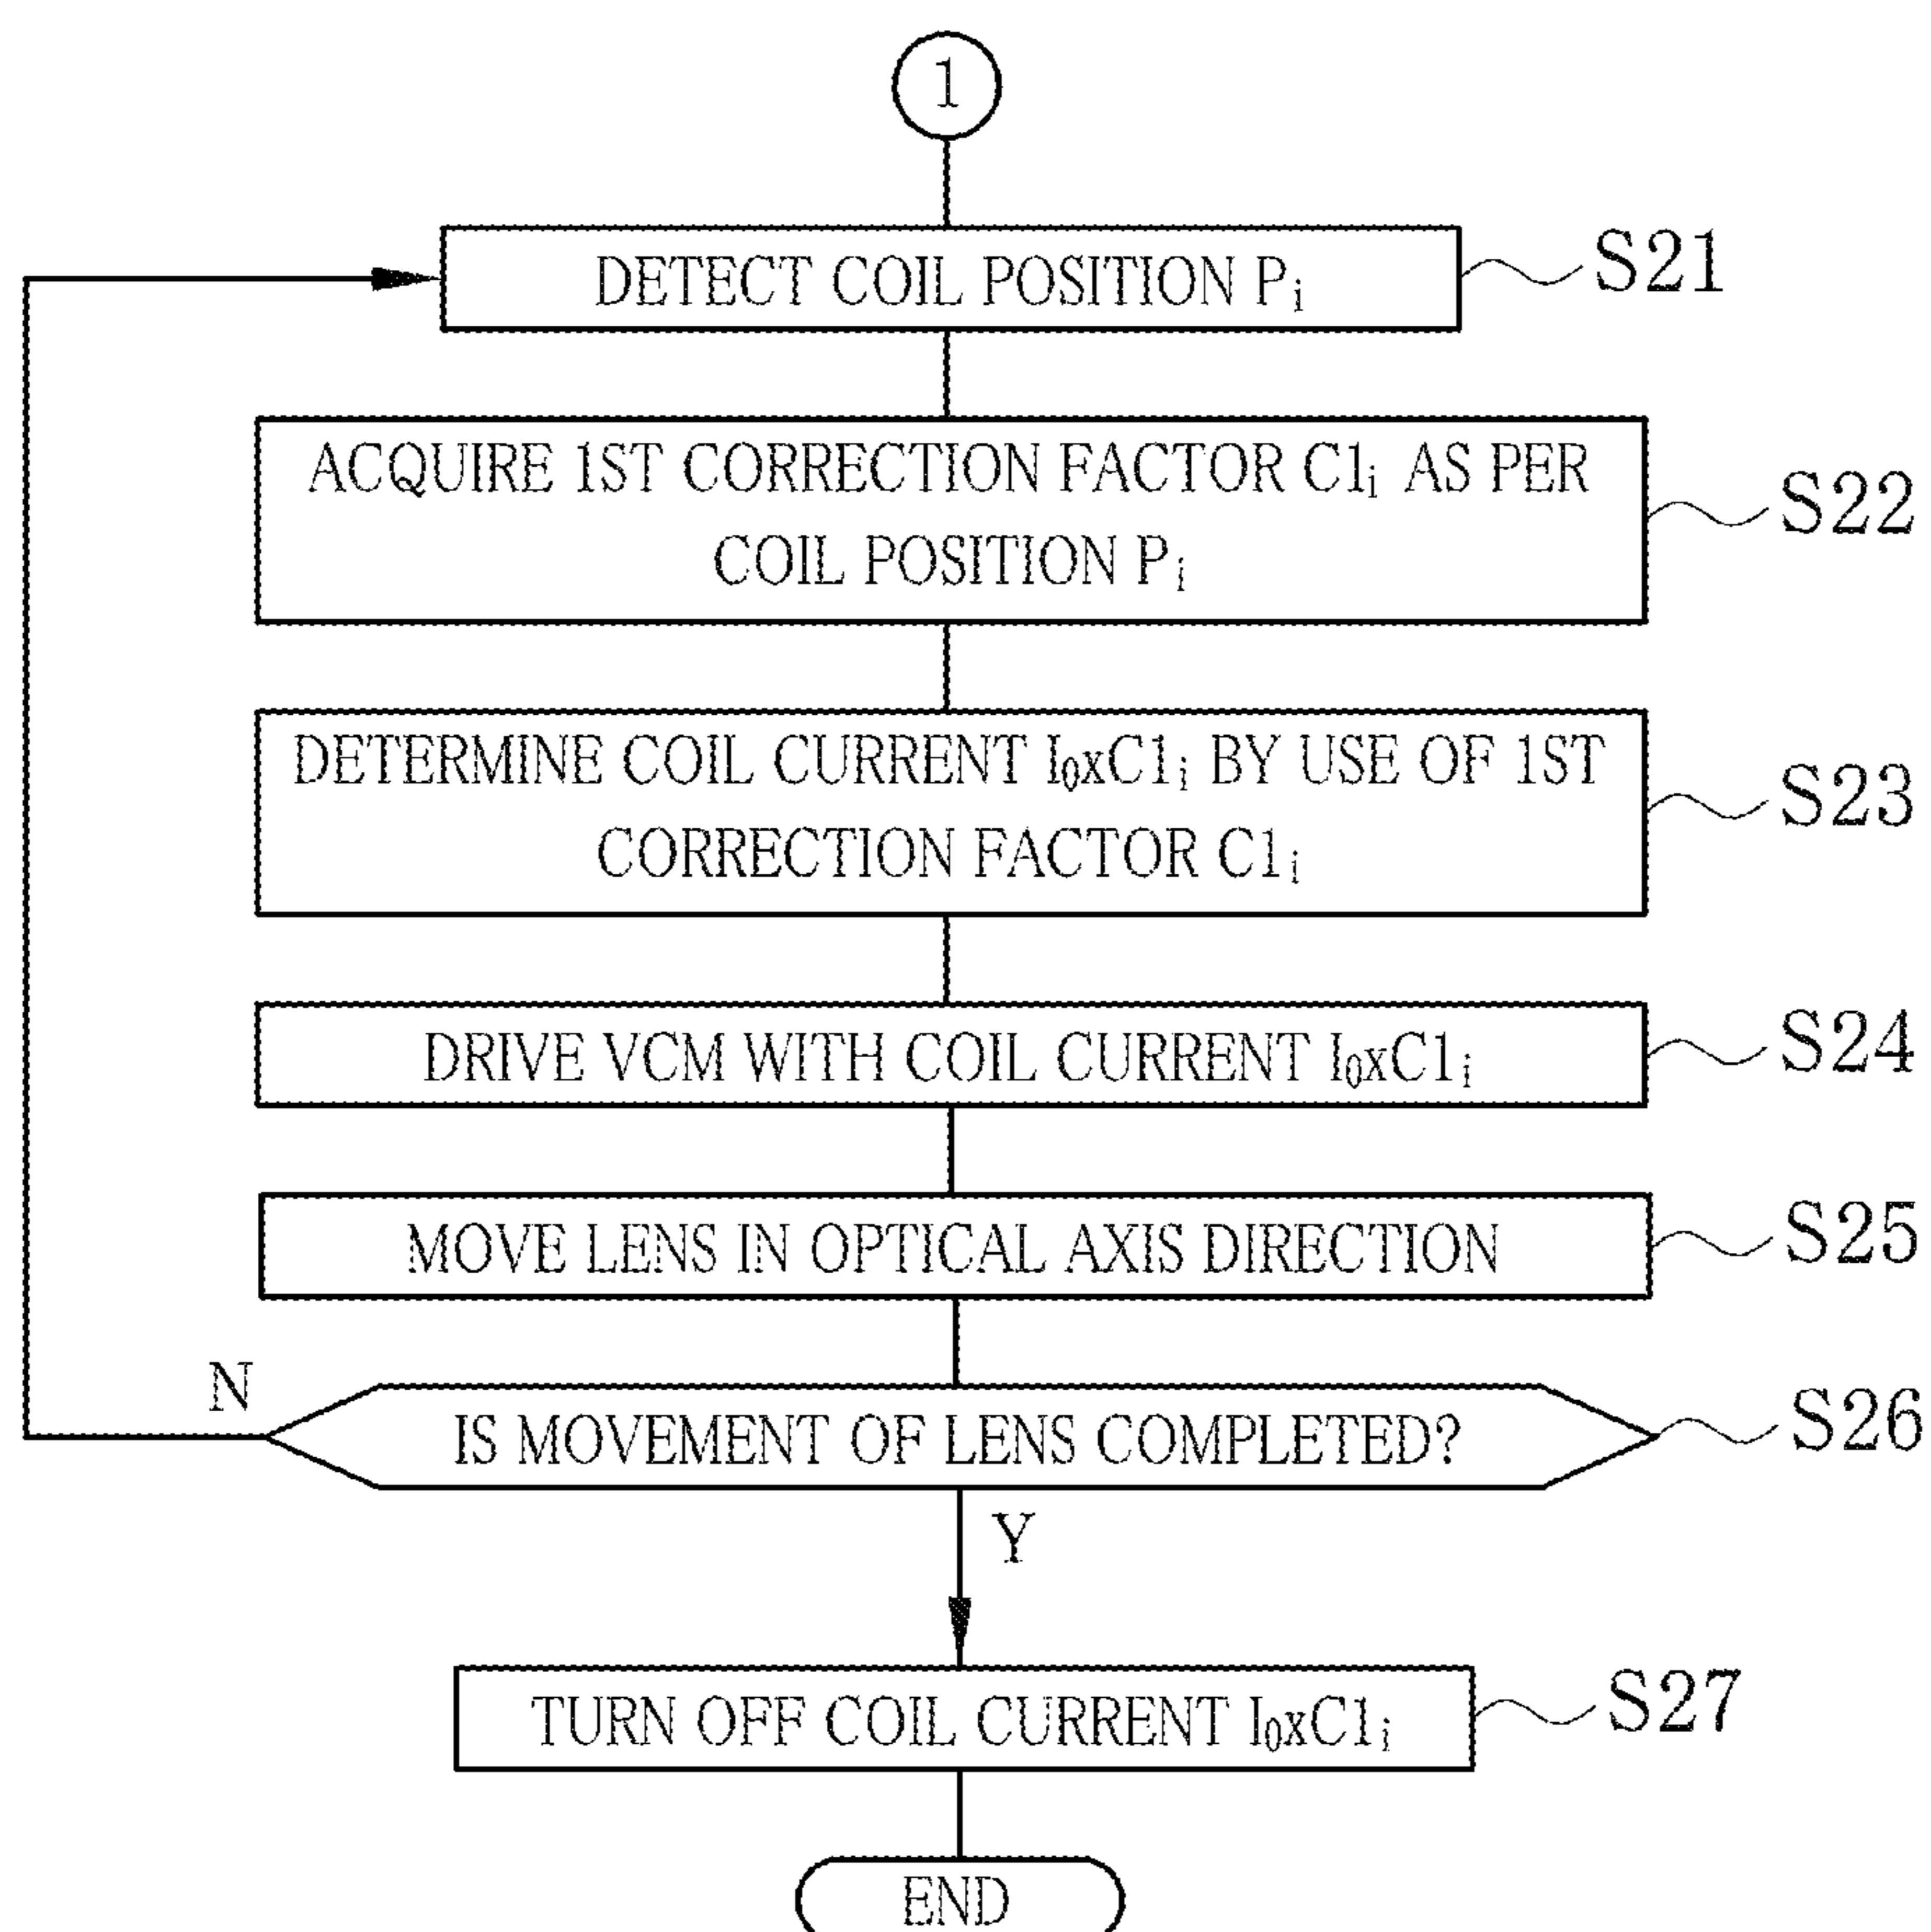 1
DETECT COIL POSITION Pᵢ
S21
ACQUIRE 1ST CORRECTION FACTOR C1ᵢ AS PER
COIL POSITION Pᵢ
S22
DETERMINE COIL CURRENT I₀xC1ᵢ BY USE OF 1ST
CORRECTION FACTOR C1ᵢ
S23
DRIVE VCM WITH COIL CURRENT I₀xC1ᵢ
S24
MOVE LENS IN OPTICAL AXIS DIRECTION
S25
N
IS MOVEMENT OF LENS COMPLETED?
S26
Y
TURN OFF COIL CURRENT I₀xC1ᵢ
S27
END